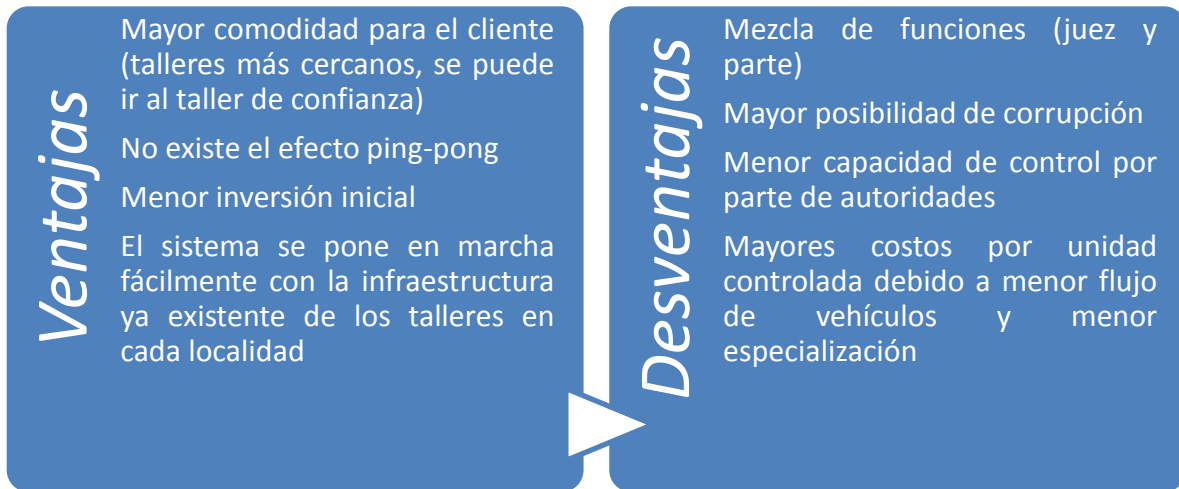 Ventajas
Mayor comodidad para el cliente
(talleres más cercanos, se puede
ir al taller de confianza)
No existe el efecto ping-pong
Menor inversión inicial
El sistema se pone en marcha
fácilmente con la infraestructura
ya existente de los talleres en
cada localidad
Desventajas
Mezcla de funciones (juez y
parte)
Mayor posibilidad de corrupción
Menor capacidad de control por
parte de autoridades
Mayores costos por unidad
controlada debido a menor flujo
de vehículos y menor
especialización